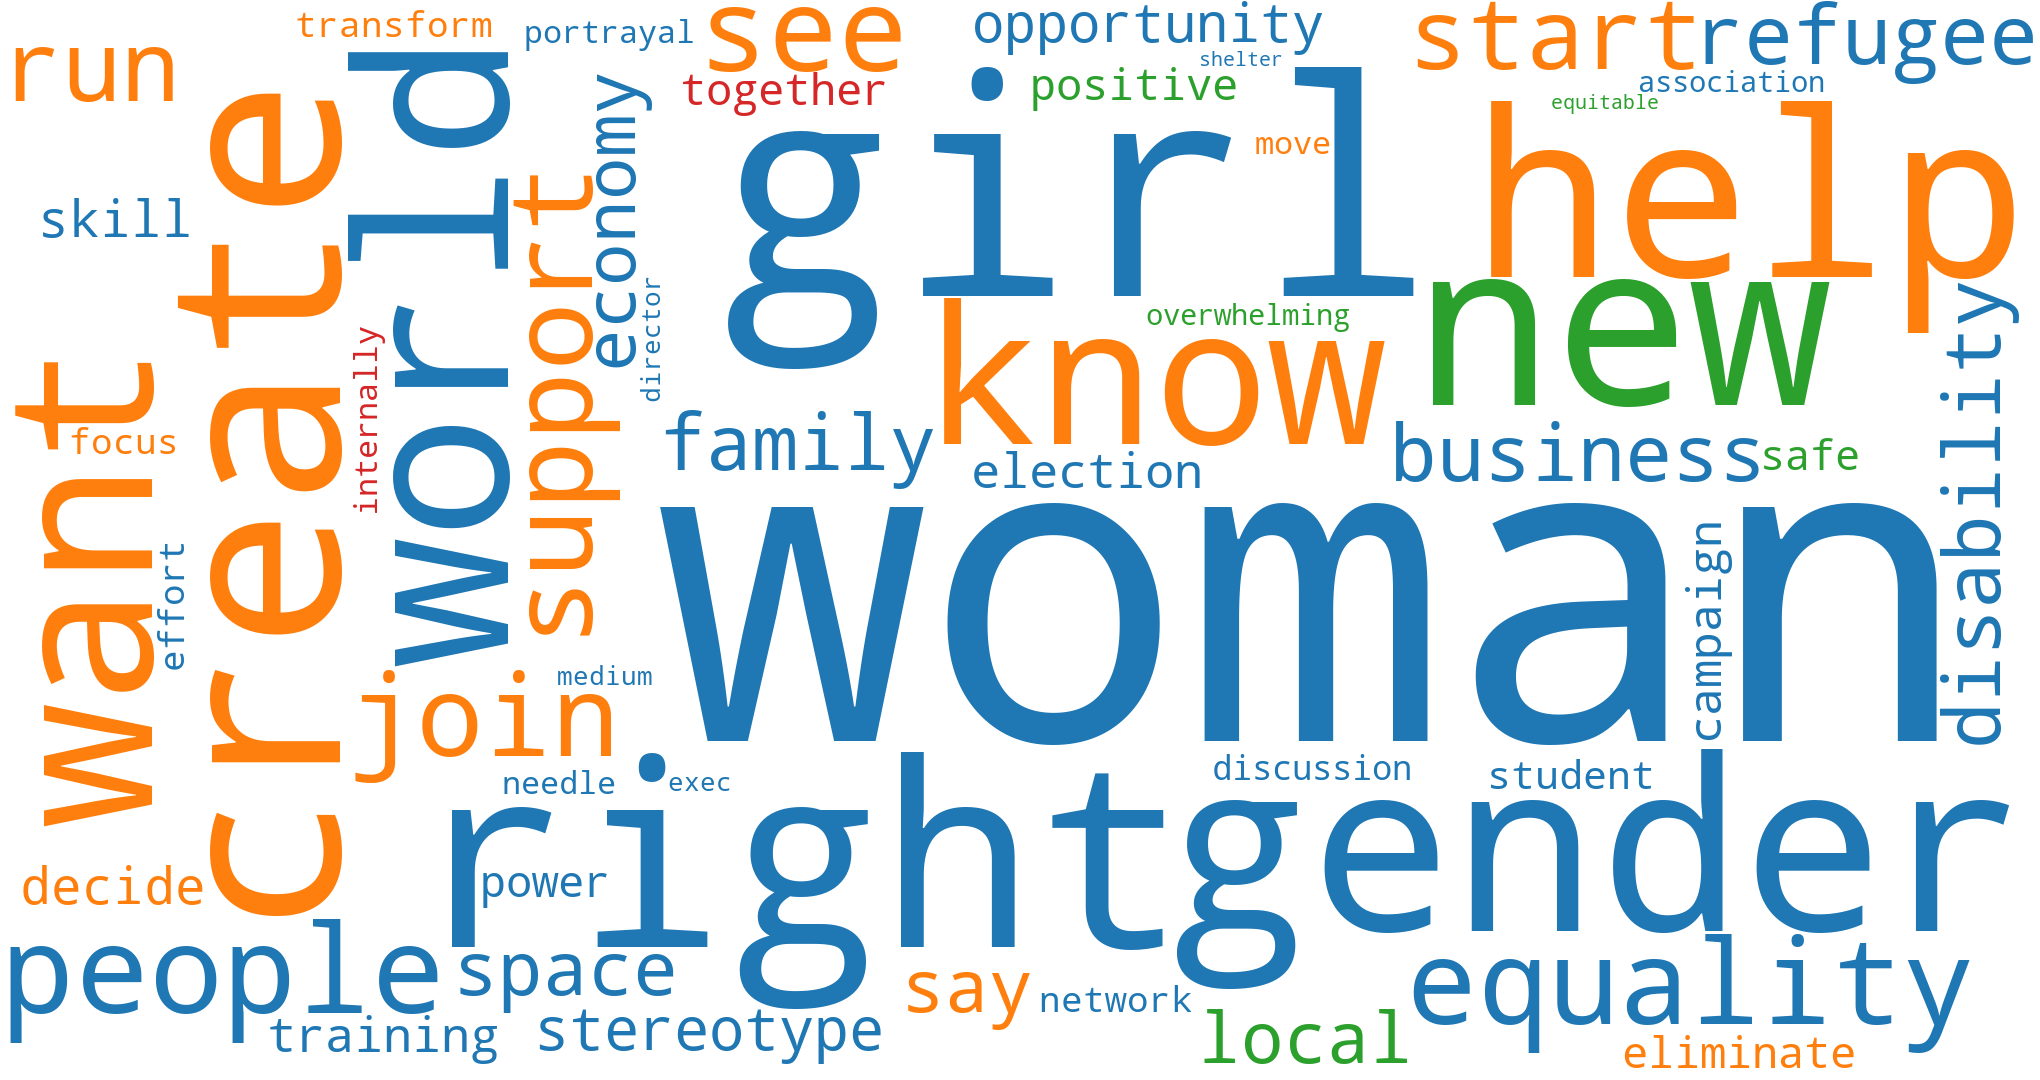 transform
portrayal
see
opportunity
start
refugee
run
shelter
together
positive
association
equitable
economy
world
create
girl
move
help
skill
support
director
new
overwhelming
know
disability
want
internally
focus
family
election
business
safe
effort
woman
campaign
join
medium
needle
exec
discussion
student
right
gender
decide
power
people
space
say
network
equality
training
stereotype
local
eliminate